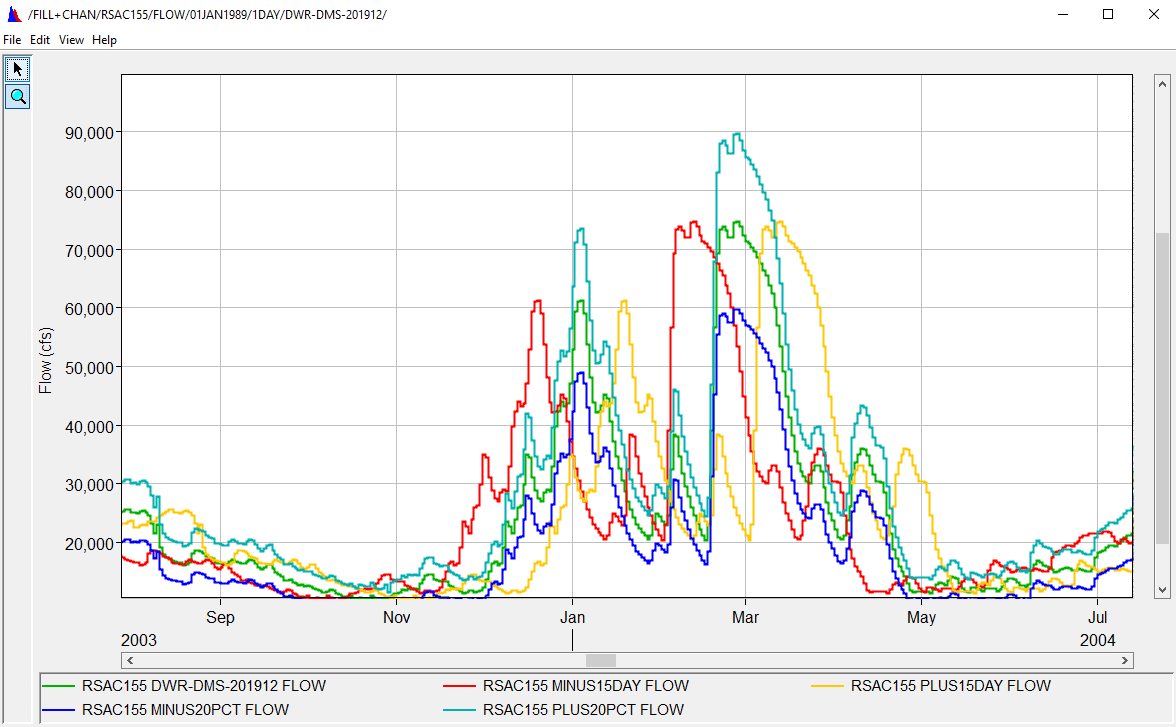 /FILL+CHAN/RSAC155/FLOW/01JAN1989/1DAY/DWR-DMS-201912/
File Edit View Help
90,000
80,000
70,000
60,000
50,000
40,000
30,000
20,000
Flow (cfs)
Sep Nov Jan Mar May Jul
2003 2004
RSAC155 DWR-DMS-201912 FLOW RSAC155 MINUS15DAY FLOW RSAC155 PLUS15DAY FLOW
RSAC155 MINUS20PCT FLOW RSAC155 PLUS20PCT FLOW